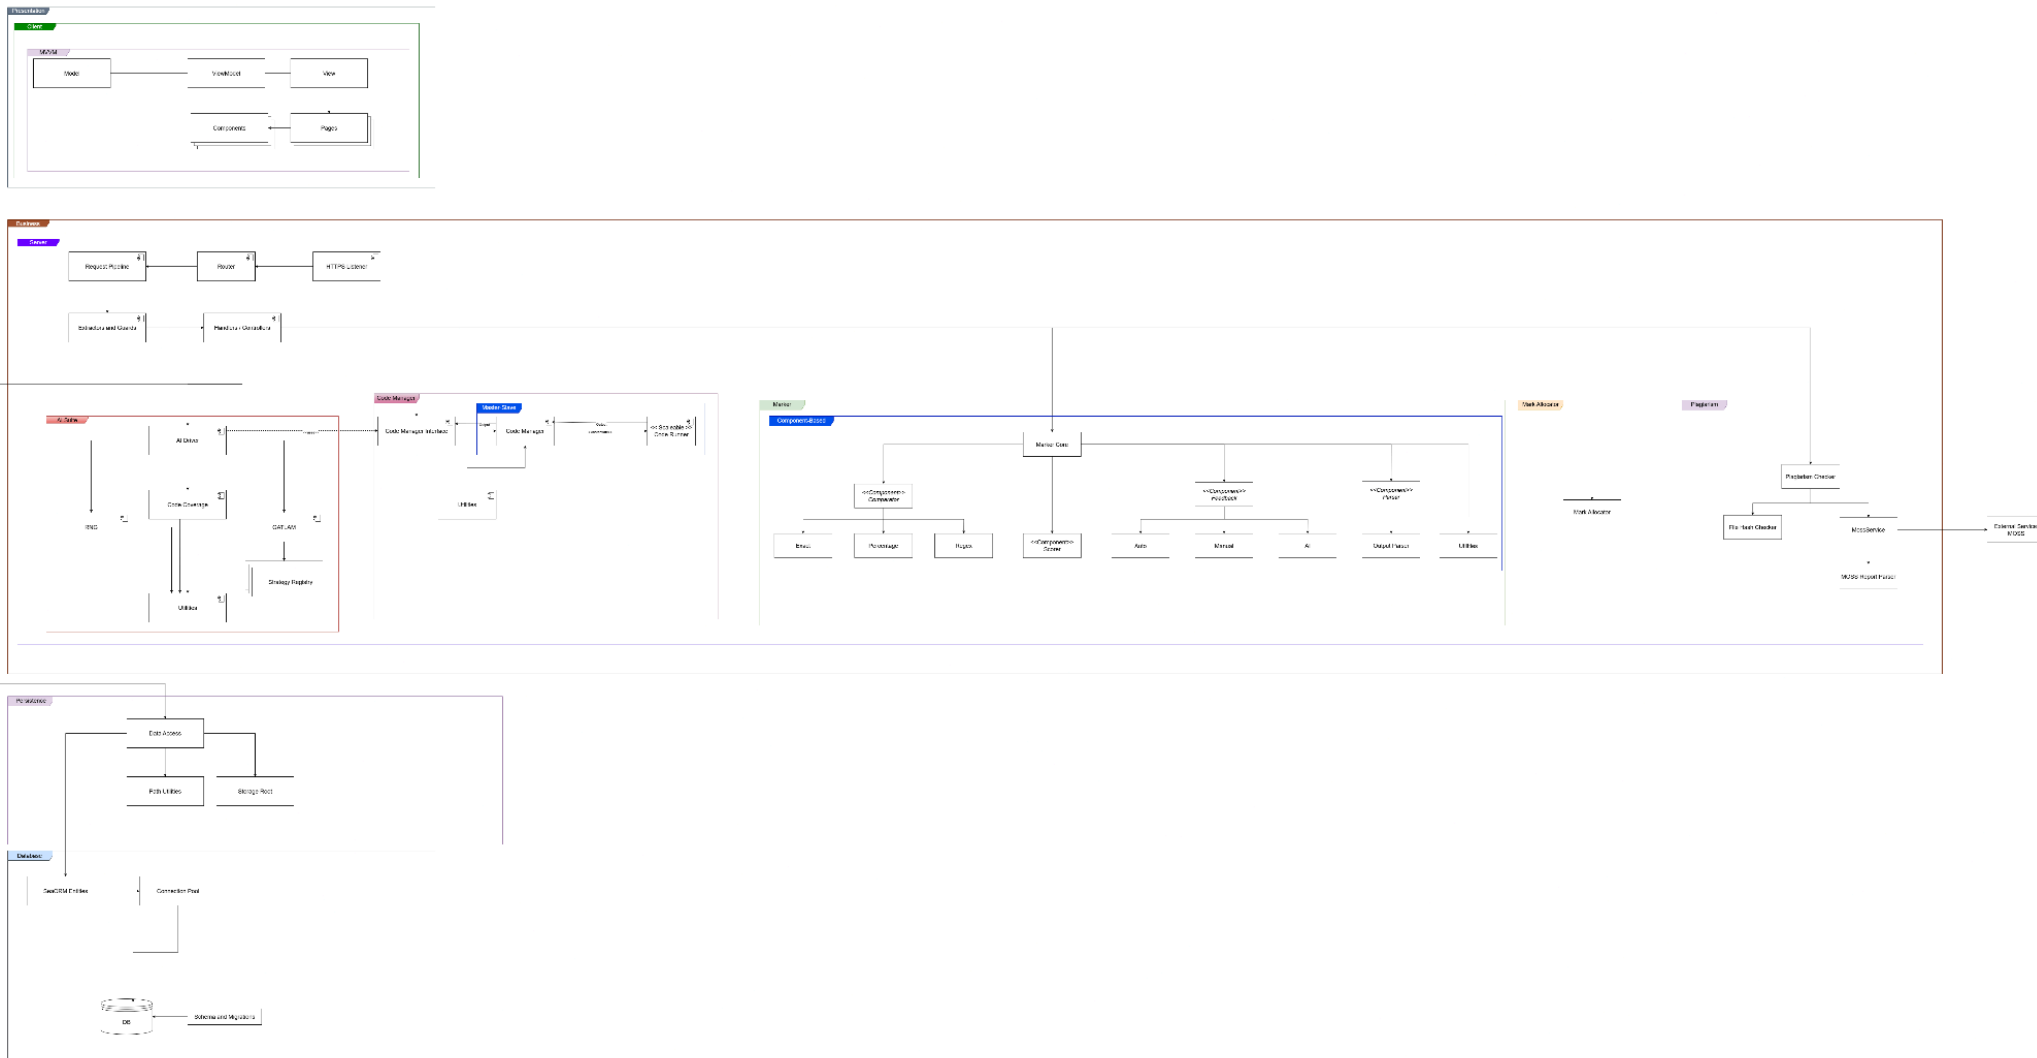 Presentation
Client
MVVM
Model
ViewModel
View
Components
Pages
Business
Server
Request Pipeline
Router
HTTPS Listener
Extractors and Guards
Handlers / Controllers
AI Suite
AI Driver
Code Coverage
RNG
GATLAM
Strategy Registry
Utilities
Code Manager
Master-Slave
Code Manager Interface
Code Manager
<< Scaleable >>
Code Runner
Utilities
Marker
Component-Based
Marker Core
<<Component>>
Comparator
<<Component>>
Feedback
<<Component>>
Parser
Exact
Percentage
Regex
<<Component>>
Scorer
Auto
Manual
AI
Output Parser
Utilities
Mark Allocator
Mark Allocator
Plagiarism
Plagiarism Checker
File Hash Checker
MossService
MOSS Report Parser
External Service
MOSS
Persistence
Data Access
Path Utilities
Storage Root
Database
SeaORM Entities
Connection Pool
DB
Schema and Migrations